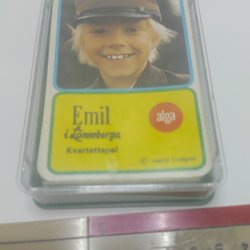 Emil
i Lönneberga
Kvartettspel
alga
© Astrid Lindgren